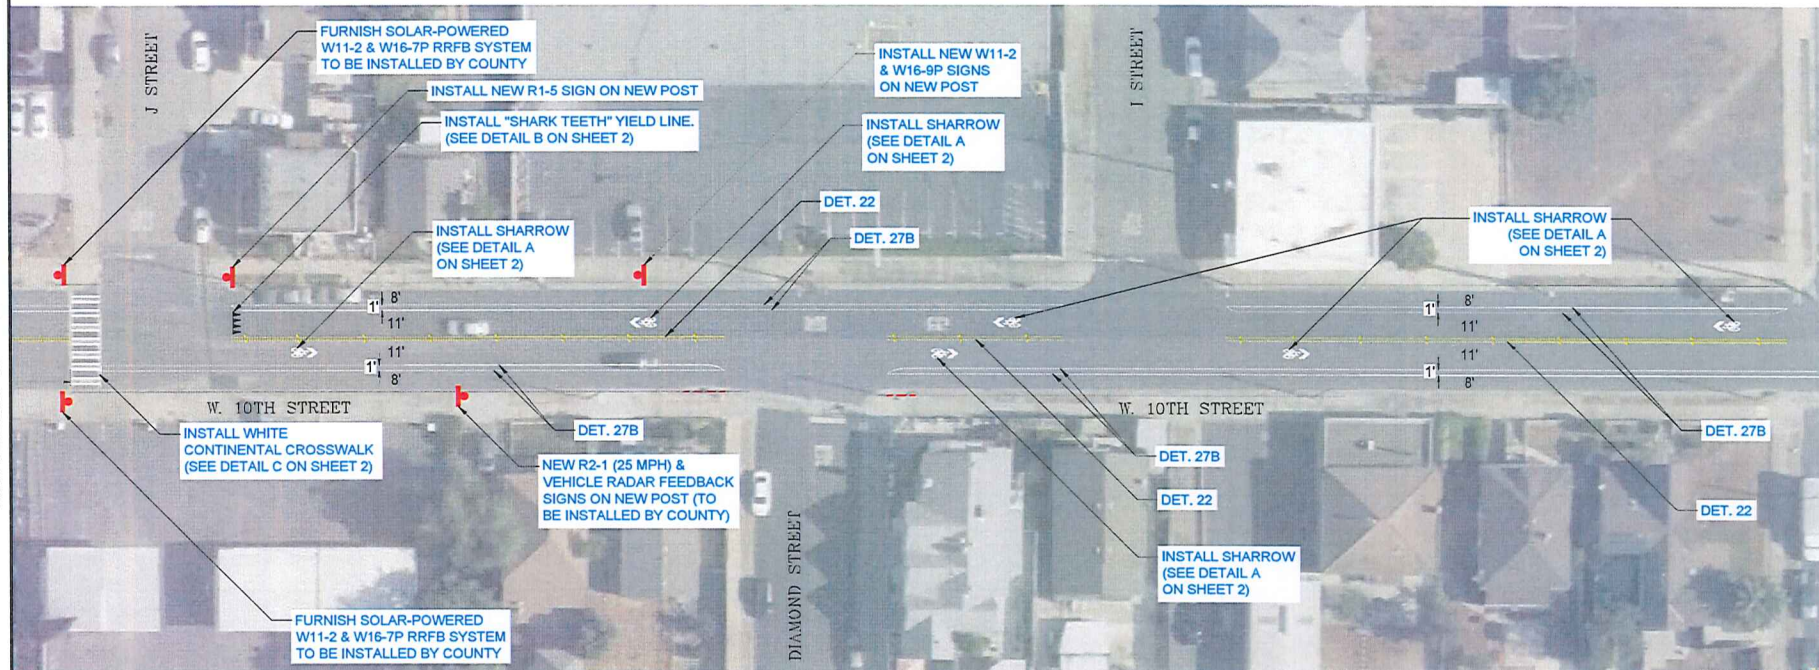 FURNISH SOLAR-POWERED
W11-2 & W16-7P RRFB SYSTEM
TO BE INSTALLED BY COUNTY
J STREET
INSTALL NEW R1-5 SIGN ON NEW POST
INSTALL "SHARK TEETH" YIELD LINE.
(SEE DETAIL B ON SHEET 2)
INSTALL NEW W11-2
& W16-9P SIGNS
ON NEW POST
I STREET
INSTALL SHARROW
(SEE DETAIL A
ON SHEET 2)
DET. 22
DET. 27B
INSTALL SHARROW
(SEE DETAIL A
ON SHEET 2)
INSTALL SHARROW
(SEE DETAIL A
ON SHEET 2)
8'
1'
11'
11'
1'
8'
8'
1'
11'
11'
1'
8'
W. 10TH STREET
W. 10TH STREET
INSTALL WHITE
CONTINENTAL CROSSWALK
(SEE DETAIL C ON SHEET 2)
DET. 27B
NEW R2-1 (25 MPH) &
VEHICLE RADAR FEEDBACK
SIGNS ON NEW POST (TO
BE INSTALLED BY COUNTY)
DIAMOND STREET
DET. 27B
DET. 22
INSTALL SHARROW
(SEE DETAIL A
ON SHEET 2)
DET. 27B
DET. 22
FURNISH SOLAR-POWERED
W11-2 & W16-7P RRFB SYSTEM
TO BE INSTALLED BY COUNTY